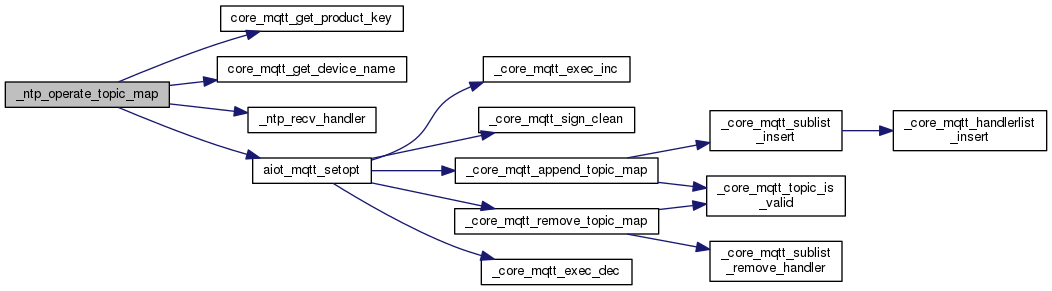 _ntp_operate_topic_map
core_mqtt_get_product_key
core_mqtt_get_device_name
_ntp_recv_handler
aiot_mqtt_setopt
_core_mqtt_exec_inc
_core_mqtt_sign_clean
_core_mqtt_append_topic_map
_core_mqtt_remove_topic_map
_core_mqtt_exec_dec
_core_mqtt_sublist
_insert
_core_mqtt_topic_is
_valid
_core_mqtt_sublist
_remove_handler
_core_mqtt_handlerlist
_insert